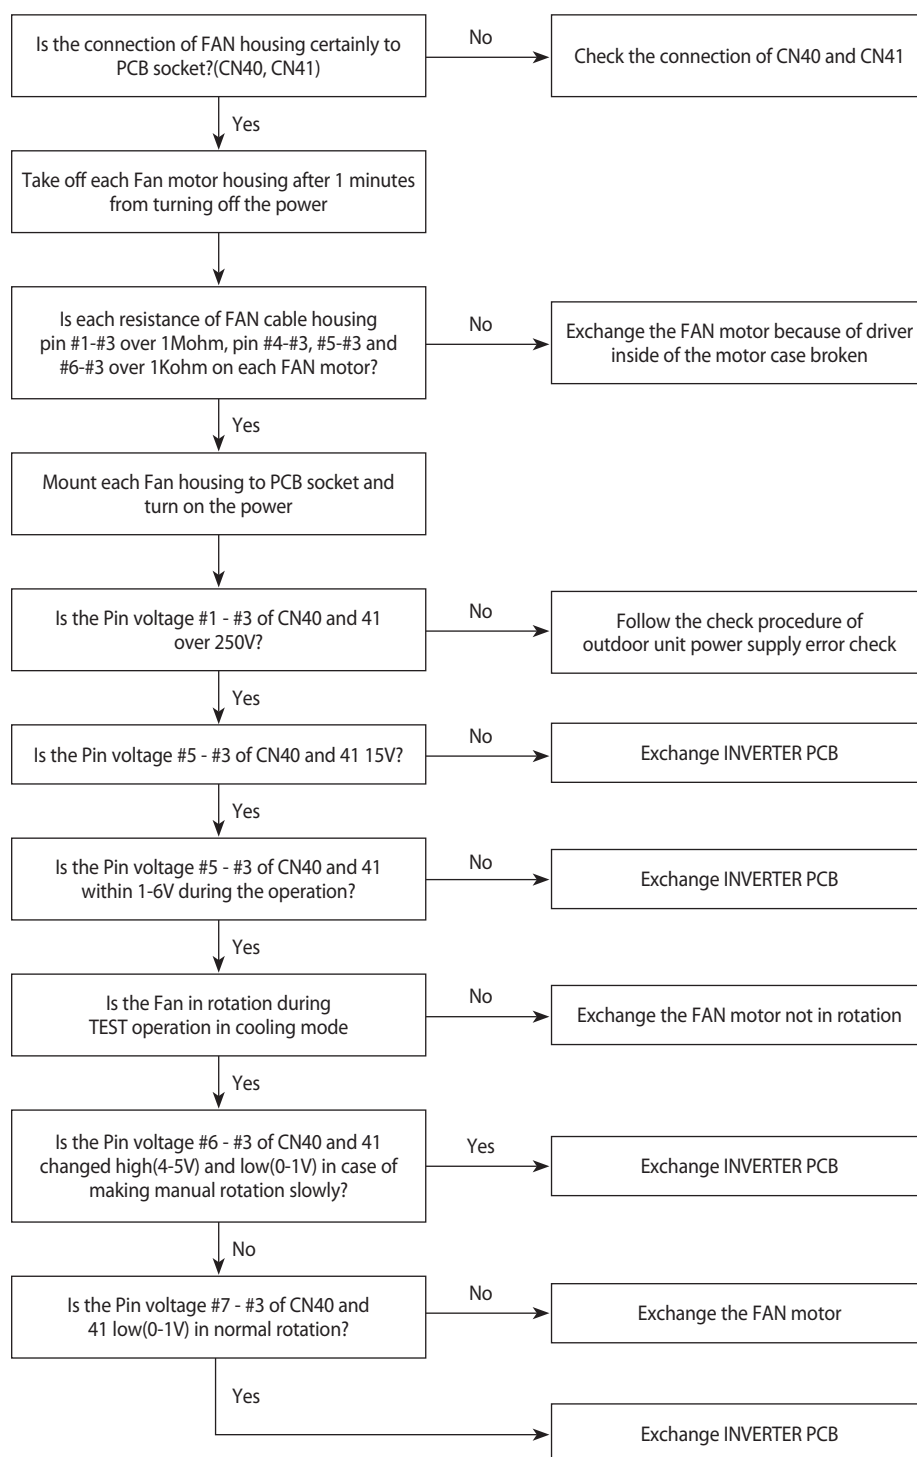 Is the connection of FAN housing certainly to
PCB socket?(CN40, CN41)
No
Check the connection of CN40 and CN41
Yes
Take off each Fan motor housing after 1 minutes
from turning off the power
Is each resistance of FAN cable housing
pin #1-#3 over 1Mohm, pin #4-#3, #5-#3 and
#6-#3 over 1Kohm on each FAN motor?
No
Exchange the FAN motor because of driver
inside of the motor case broken
Yes
Mount each Fan housing to PCB socket and
turn on the power
Is the Pin voltage #1 - #3 of CN40 and 41
over 250V?
No
Follow the check procedure of
outdoor unit power supply error check
Yes
Is the Pin voltage #5 - #3 of CN40 and 41 15V?
No
Exchange INVERTER PCB
Yes
Is the Pin voltage #5 - #3 of CN40 and 41
within 1-6V during the operation?
No
Exchange INVERTER PCB
Yes
Is the Fan in rotation during
TEST operation in cooling mode
No
Exchange the FAN motor not in rotation
Yes
Is the Pin voltage #6 - #3 of CN40 and 41
changed high(4-5V) and low(0-1V) in case of
making manual rotation slowly?
Yes
Exchange INVERTER PCB
No
Is the Pin voltage #7 - #3 of CN40 and
41 low(0-1V) in normal rotation?
No
Exchange the FAN motor
Yes
Exchange INVERTER PCB